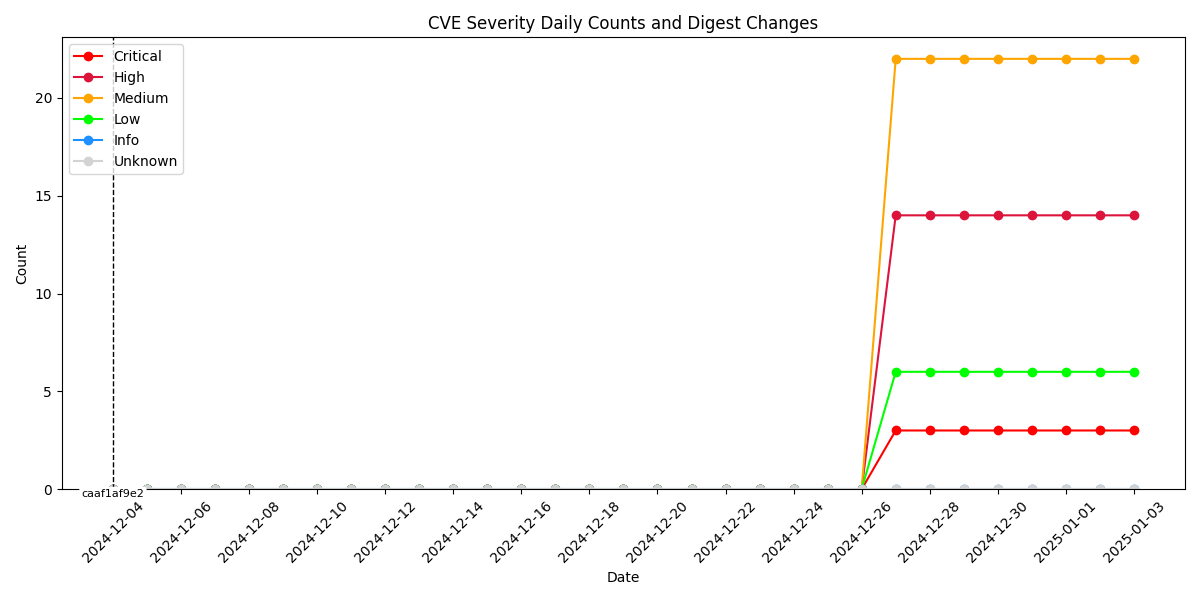 CVE Severity Daily Counts and Digest Changes
Critical
High
Medium
Low
Info
Unknown
Count
20
15
10
5
0
caaf1af9e2
2024-12-04
2024-12-06
2024-12-08
2024-12-10
2024-12-12
2024-12-14
2024-12-16
2024-12-18
2024-12-20
2024-12-22
2024-12-24
2024-12-26
2024-12-28
2024-12-30
2025-01-01
2025-01-03
Date